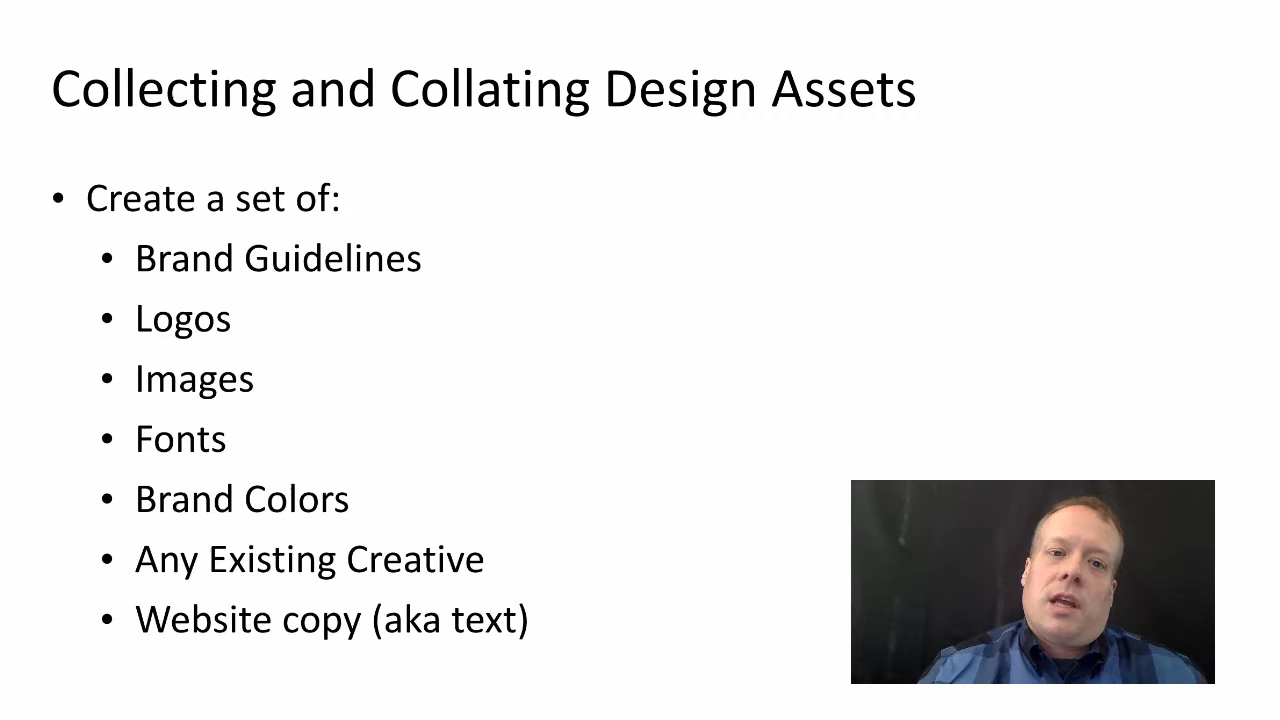 Collecting and Collating Design Assets
• Create a set of:
• Brand Guidelines
• Logos
• Images
• Fonts
• Brand Colors
• Any Existing Creative
• Website copy (aka text)